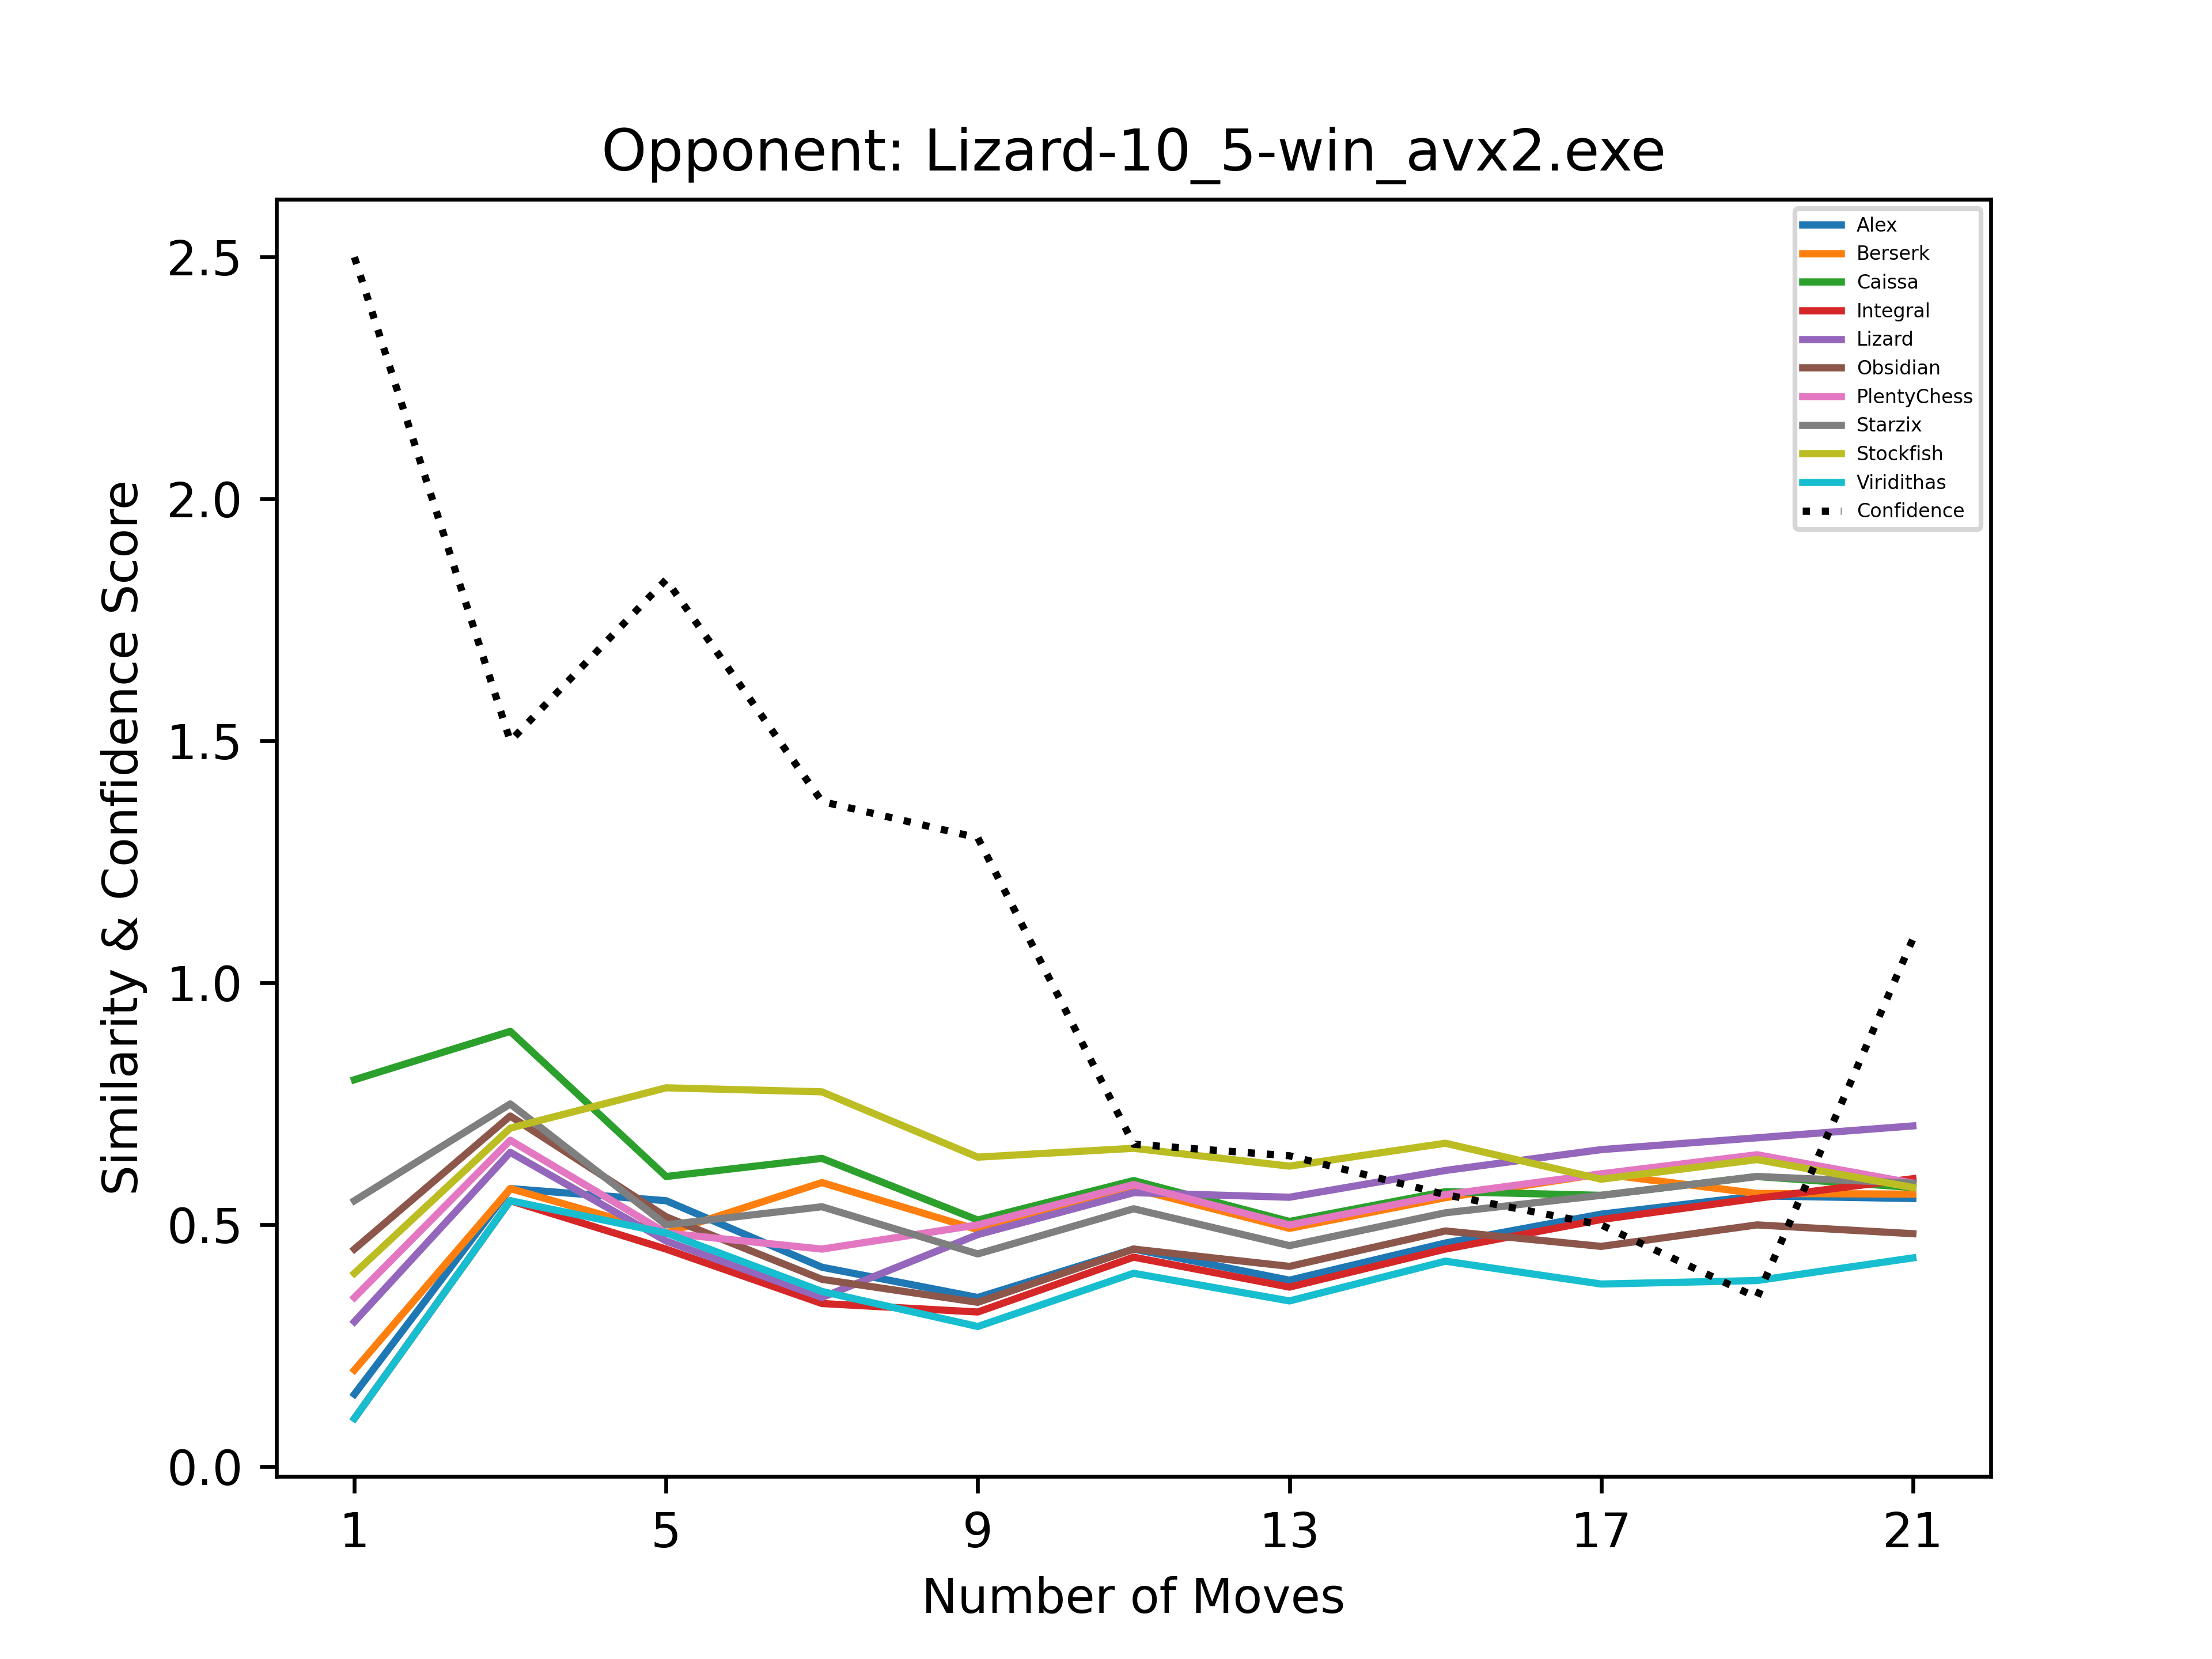 Opponent: Lizard-10_5-win_avx2.exe
Similarity & Confidence Score
2.5
2.0
1.5
1.0
0.5
0.0
Alex
Berserk
Caissa
Integral
Lizard
Obsidian
PlentyChess
Starzix
Stockfish
Viridithas
Confidence
1 5 9 13 17 21
Number of Moves